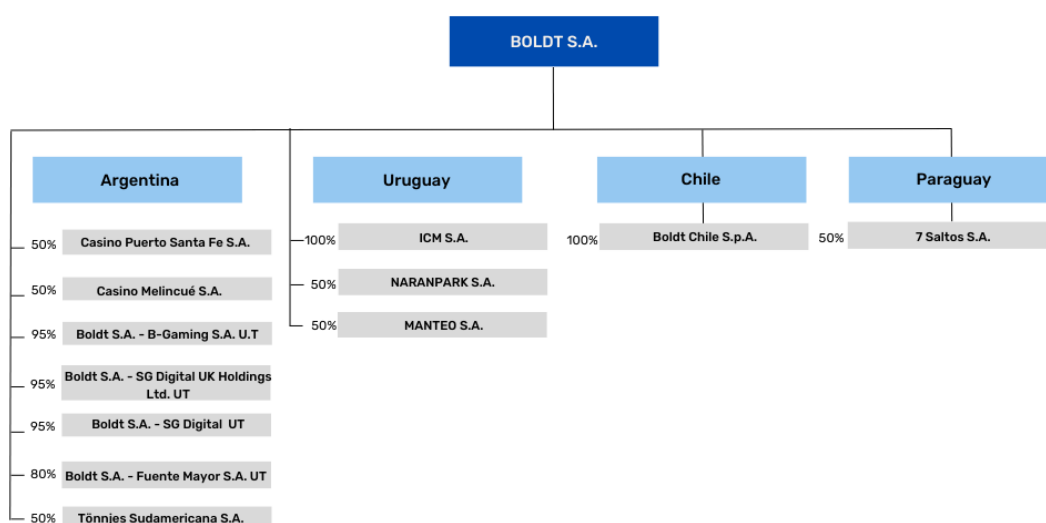 BOLDT S.A.
Argentina
50% Casino Puerto Santa Fe S.A.
50% Casino Melincué S.A.
95% Boldt S.A. - B-Gaming S.A. U.T
95% Boldt S.A. - SG Digital UK Holdings
Ltd. UT
95% Boldt S.A. - SG Digital UT
80% Boldt S.A. - Fuente Mayor S.A. UT
50% Tönnjes Sudamericana S.A.
Uruguay
100% ICM S.A.
50% NARANPARK S.A.
50% MANTEO S.A.
Chile
100% Boldt Chile S.p.A.
Paraguay
50% 7 Saltos S.A.